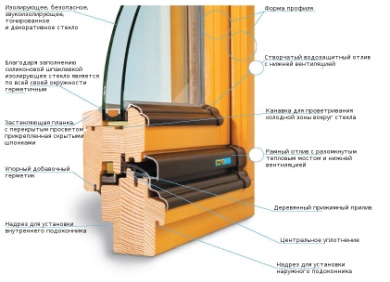 Изолирующее, безопасное,
звукоизолирующее,
тонированное
и декоративное стекло
Благодаря заполнению
силиконовой шпаклевкой
изолирующее стекло является
по всей своей окружности
герметичным
Застекляющая планка,
с перекрытым просветом
прикрепленная скрытыми
шпонками
Упорный добавочный
герметик
Надрез для установки
внутреннего подоконника
Форма профиля
Створчатый водозащитный отлив
с нижней вентиляцией
Канавка для проветривания
холодной зоны вокруг стекла
Рамный отлив с разомкнутым
тепловым мостом и нижней
вентиляцией
Деревянный прижимный прилив
Центральное уплотнение
Надрез для установки
наружного подоконника